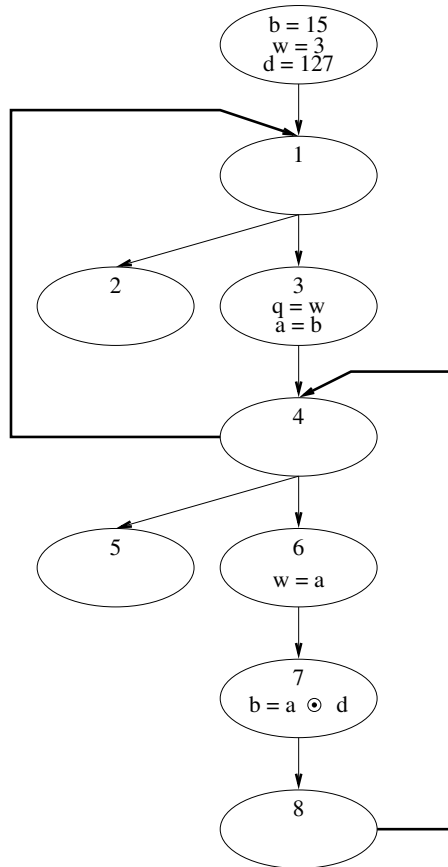 b = 15
w = 3
d = 127
1
2
3
q = w
a = b
4
5
6
w = a
7
b = a ⊙ d
8